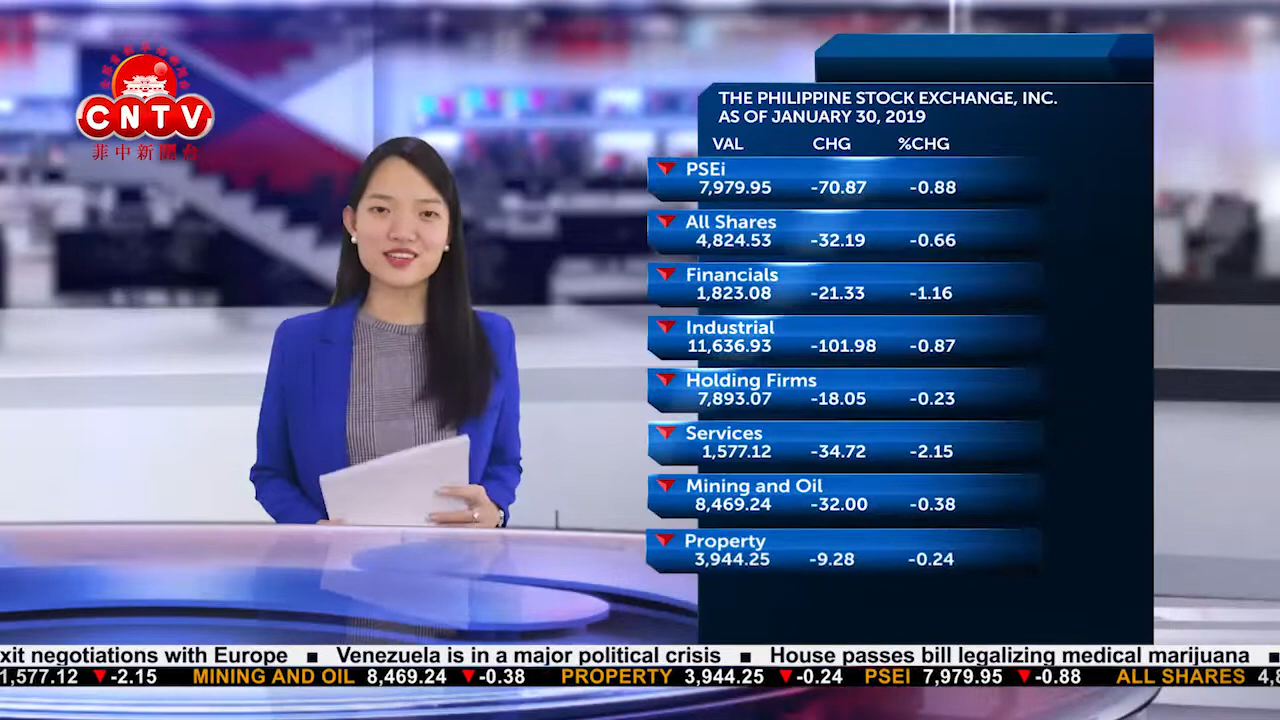 CNTV
菲中新聞台
THE PHILIPPINE STOCK EXCHANGE, INC.
AS OF JANUARY 30, 2019
VAL CHG %CHG
PSEi
7,979.95 -70.87 -0.88
All Shares
4,824.53 -32.19 -0.66
Financials
1,823.08 -21.33 -1.16
Industrial
11,636.93 -101.98 -0.87
Holding Firms
7,893.07 -18.05 -0.23
Services
1,577.12 -34.72 -2.15
Mining and Oil
8,469.24 -32.00 -0.38
Property
3,944.25 -9.28 -0.24
xit negotiations with Europe ■ Venezuela is in a major political crisis ■ House passes bill legalizing medical marijuana ■
1,577.12 ▼-2.15 MINING AND OIL 8,469.24 ▼-0.38 PROPERTY 3,944.25 ▼-0.24 PSEI 7,979.95 ▼-0.88 ALL SHARES 4,8